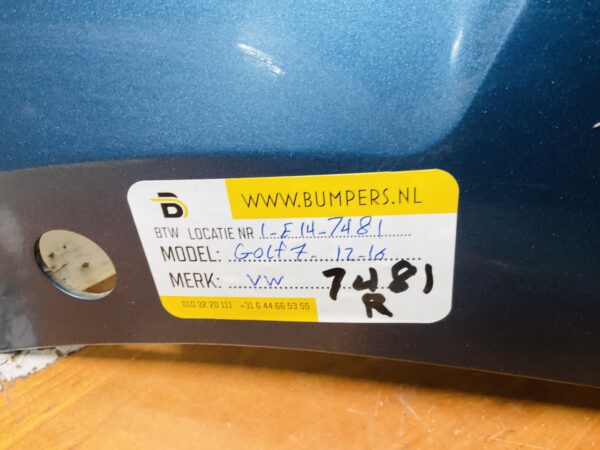 WWW.BUMPERS.NL
BTW LOCATIE NR 1-E14-7481
MODEL: Golf 7- 12-16
MERK: VW
7481
R
010 32 20 111 +31 6 44 66 53 55